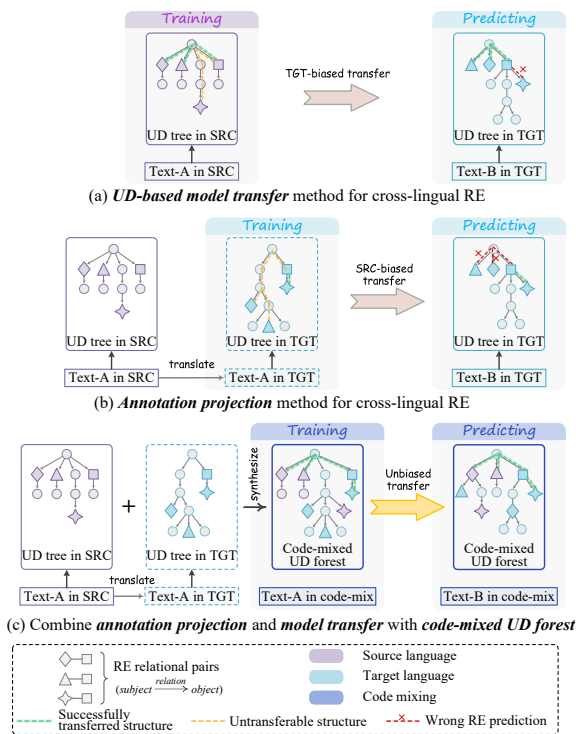 Training
Predicting
TGT-biased transfer
UD tree in SRC
UD tree in TGT
Text-A in SRC
Text-B in TGT
(a) UD-based model transfer method for cross-lingual RE
Training
Predicting
SRC-biased
transfer
UD tree in SRC
UD tree in TGT
UD tree in TGT
translate
Text-A in SRC
Text-A in TGT
Text-B in TGT
(b) Annotation projection method for cross-lingual RE
Training
Predicting
synthesize
Unbiased
transfer
+
UD tree in SRC
UD tree in TGT
Code-mixed
UD forest
Code-mixed
UD forest
translate
Text-A in SRC
Text-A in TGT
Text-A in code-mix
Text-B in code-mix
(c) Combine annotation projection and model transfer with code-mixed UD forest
RE relational pairs
(subject relation object)
Source language
Target language
Code mixing
Successfully
transferred structure
Untransferable structure
Wrong RE prediction